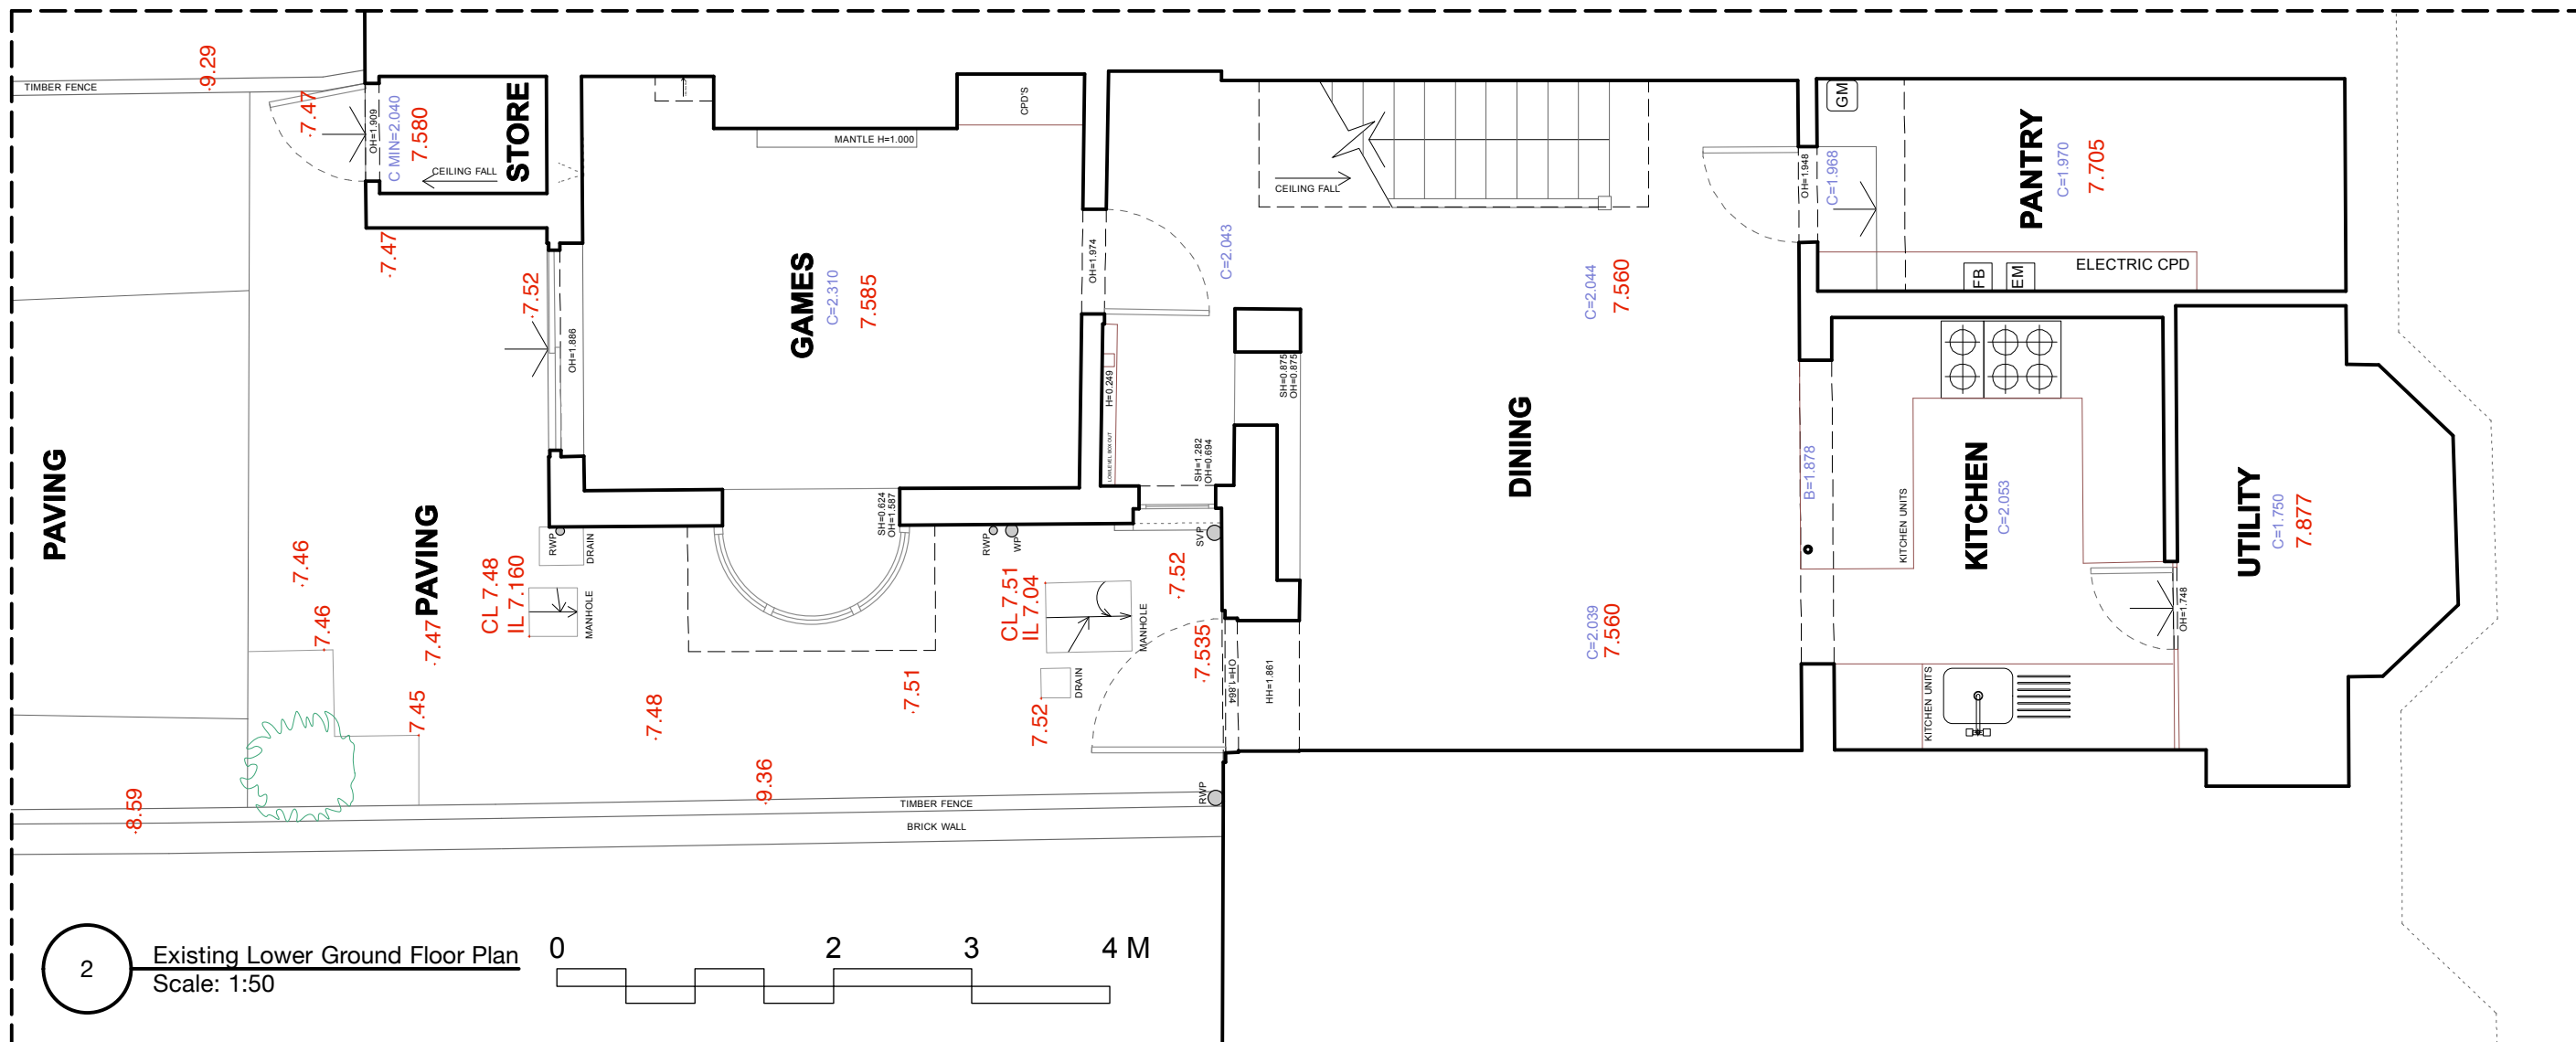 9.29
TIMBER FENCE
7.47
OH=1.909
C MIN=2.040
7.580
STORE
CEILING FALL
7.47
7.52
OH=1.886
MANTLE H=1.000
CPD'S
GAMES
C=2.310
7.585
OH=1.974
C=2.043
CEILING FALL
C=2.044
7.560
OH=1.948
GM
C=1.968
PANTRY
C=1.970
7.705
ELECTRIC CPD
FB
EM
H=0.249
LOW LEVEL BOX OUT
SH=0.875
OH=0.875
SH=1.282
OH=0.694
DINING
B=1.878
KITCHEN UNITS
KITCHEN
C=2.053
UTILITY
C=1.750
7.877
OH=1.748
PAVING
PAVING
7.46
7.46
7.47
7.45
CL 7.48
IL 7.160
RWP
DRAIN
MANHOLE
SH=0.624
OH=1.587
RWP
WP
CL 7.51
IL 7.04
MANHOLE
SVP
7.52
7.535
OH=1.864
HH=1.861
C=2.039
7.560
KITCHEN UNITS
DRAIN
7.52
7.51
7.48
9.36
8.59
RWP
TIMBER FENCE
BRICK WALL
2
Existing Lower Ground Floor Plan
Scale: 1:50
0 2 3 4 M